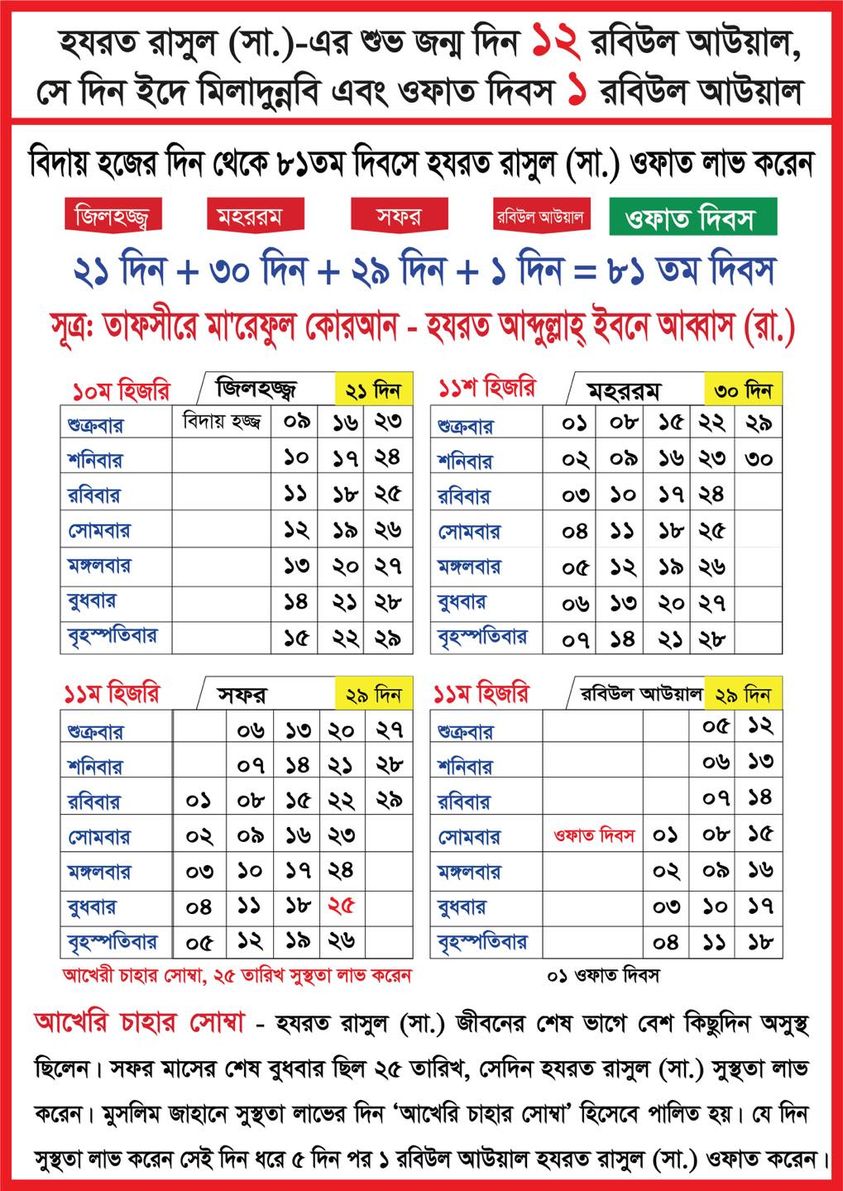 হযরত রাসুল (সা.)-এর শুভ জন্ম দিন ১২ রবিউল আউয়াল,
সে দিন ইদে মিলাদুন্নবি এবং ওফাত দিবস ১ রবিউল আউয়াল
বিদায় হজের দিন থেকে ৮১তম দিবসে হযরত রাসুল (সা.) ওফাত লাভ করেন
জিলহজ্জ্ব মহররম সফর রবিউল আউয়াল ওফাত দিবস
২১ দিন + ৩০ দিন + ২৯ দিন + ১ দিন = ৮১ তম দিবস
সূত্র: তাফসীরে মা'রেফুল কোরআন - হযরত আব্দুল্লাহ্ ইবনে আব্বাস (রা.)
১০ম হিজরি জিলহজ্জ্ব ২১ দিন
শুক্রবার বিদায় হজ্জ্ব ০৯ ১৬ ২৩
শনিবার ১০ ১৭ ২৪
রবিবার ১১ ১৮ ২৫
সোমবার ১২ ১৯ ২৬
মঙ্গলবার ১৩ ২০ ২৭
বুধবার ১৪ ২১ ২৮
বৃহস্পতিবার ১৫ ২২ ২৯
১১শ হিজরি মহররম ৩০ দিন
শুক্রবার ০১ ০৮ ১৫ ২২ ২৯
শনিবার ০২ ০৯ ১৬ ২৩ ৩০
রবিবার ০৩ ১০ ১৭ ২৪
সোমবার ০৪ ১১ ১৮ ২৫
মঙ্গলবার ০৫ ১২ ১৯ ২৬
বুধবার ০৬ ১৩ ২০ ২৭
বৃহস্পতিবার ০৭ ১৪ ২১ ২৮
১১ম হিজরি সফর ২৯ দিন
শুক্রবার ০৬ ১৩ ২০ ২৭
শনিবার ০৭ ১৪ ২১ ২৮
রবিবার ০১ ০৮ ১৫ ২২ ২৯
সোমবার ০২ ০৯ ১৬ ২৩
মঙ্গলবার ০৩ ১০ ১৭ ২৪
বুধবার ০৪ ১১ ১৮ ২৫
বৃহস্পতিবার ০৫ ১২ ১৯ ২৬
আখেরী চাহার সোম্বা, ২৫ তারিখ সুস্থতা লাভ করেন
১১ম হিজরি রবিউল আউয়াল ২৯ দিন
শুক্রবার ০৫ ১২
শনিবার ০৬ ১৩
রবিবার ০৭ ১৪
সোমবার ওফাত দিবস ০১ ০৮ ১৫
মঙ্গলবার ০২ ০৯ ১৬
বুধবার ০৩ ১০ ১৭
বৃহস্পতিবার ০৪ ১১ ১৮
০১ ওফাত দিবস
আখেরি চাহার সোম্বা - হযরত রাসুল (সা.) জীবনের শেষ ভাগে বেশ কিছুদিন অসুস্থ
ছিলেন। সফর মাসের শেষ বুধবার ছিল ২৫ তারিখ, সেদিন হযরত রাসুল (সা.) সুস্থতা লাভ
করেন। মুসলিম জাহানে সুস্থতা লাভের দিন ‘আখেরি চাহার সোম্বা’ হিসেবে পালিত হয়। যে দিন
সুস্থতা লাভ করেন সেই দিন ধরে ৫ দিন পর ১ রবিউল আউয়াল হযরত রাসুল (সা.) ওফাত করেন।